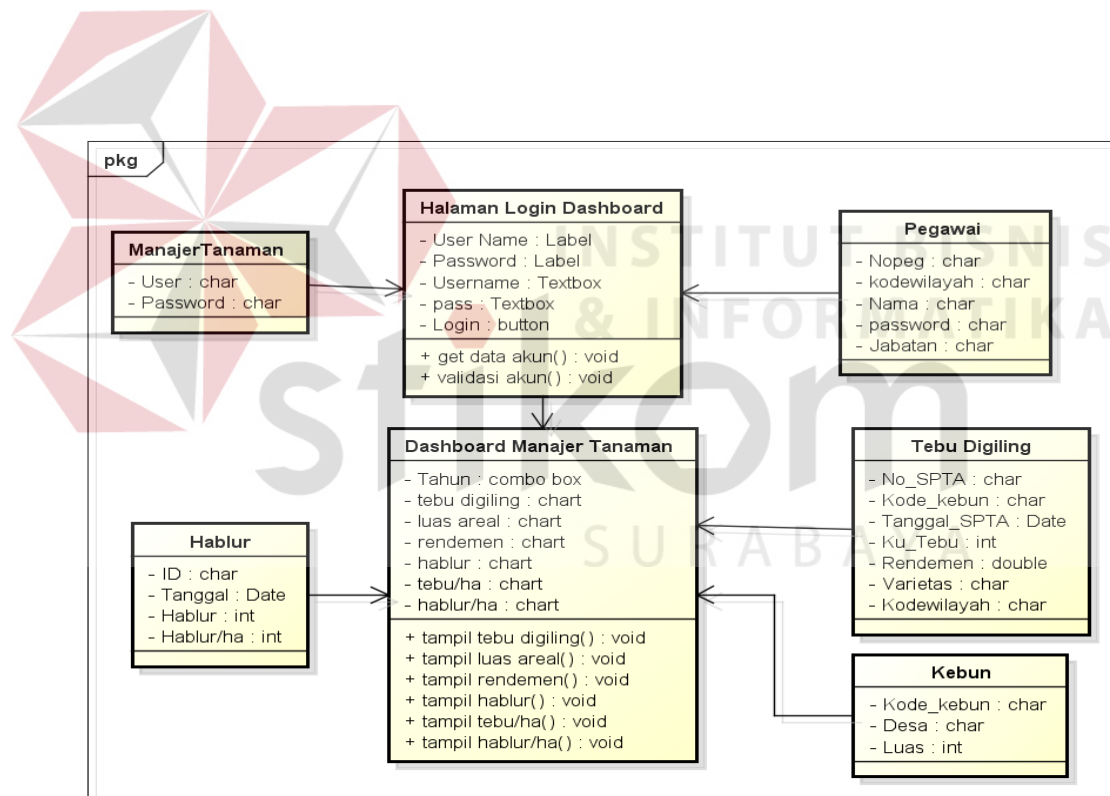 pkg
Halaman Login Dashboard
- User Name : Label
- Password : Label
- Username : Textbox
- pass : Textbox
- Login : button
+ get data akun() : void
+ validasi akun() : void
ManajerTanaman
- User : char
- Password : char
Pegawai
- Nopeg : char
- kodewilayah : char
- Nama : char
- password : char
- Jabatan : char
INSTITUT BISNIS
& INFORMATIKA
stikom
SURABAYA
Dashboard Manajer Tanaman
- Tahun : combo box
- tebu digiling : chart
- luas areal : chart
- rendemen : chart
- hablur : chart
- tebu/ha : chart
- hablur/ha : chart
+ tampil tebu digiling() : void
+ tampil luas areal() : void
+ tampil rendemen() : void
+ tampil hablur() : void
+ tampil tebu/ha() : void
+ tampil hablur/ha() : void
Tebu Digiling
- No_SPTA : char
- Kode_kebun : char
- Tanggal_SPTA : Date
- Ku_Tebu : int
- Rendemen : double
- Varietas : char
- Kodewilayah : char
Hablur
- ID : char
- Tanggal : Date
- Hablur : int
- Hablur/ha : int
Kebun
- Kode_kebun : char
- Desa : char
- Luas : int